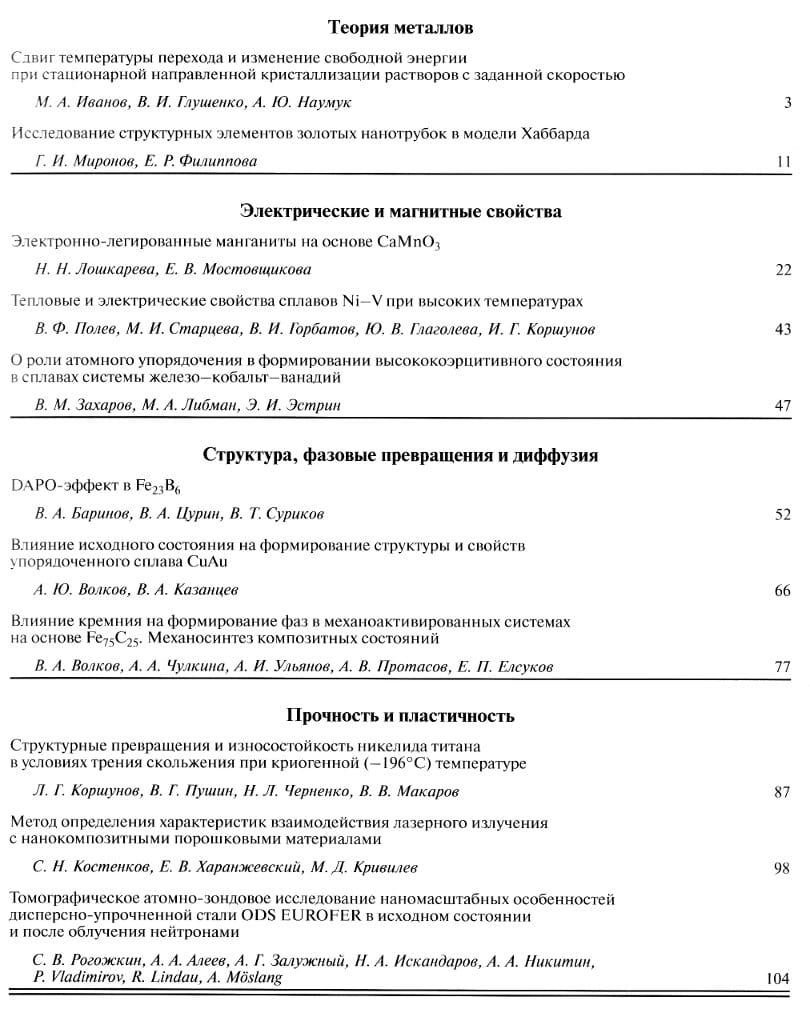 Теория металлов
Сдвиг температуры перехода и изменение свободной энергии
при стационарной направленной кристаллизации растворов с заданной скоростью
М. А. Иванов, В. И. Глушенко, А. Ю. Наумук 3
Исследование структурных элементов золотых нанотрубок в модели Хаббарда
Г. И. Миронов, Е. Р. Филиппова 11
Электрические и магнитные свойства
Электронно-легированные манганиты на основе CaMnO₃
Н. Н. Лошкарева, Е. В. Мостовщикова 22
Тепловые и электрические свойства сплавов Ni–V при высоких температурах
В. Ф. Полев, М. И. Старцева, В. И. Горбатов, Ю. В. Глаголева, И. Г. Коршунов 43
О роли атомного упорядочения в формировании высококоэрцитивного состояния
в сплавах системы железо–кобальт–ванадий
В. М. Захаров, М. А. Либман, Э. И. Эстрин 47
Структура, фазовые превращения и диффузия
DAPO-эффект в Fe₂₃B₆
В. А. Баринов, В. А. Цурин, В. Т. Суриков 52
Влияние исходного состояния на формирование структуры и свойств
упорядоченного сплава CuAu
А. Ю. Волков, В. А. Казанцев 66
Влияние кремния на формирование фаз в механоактивированных системах
на основе Fe₇₅C₂₅. Механосинтез композитных состояний
В. А. Волков, А. А. Чулкина, А. И. Ульянов, А. В. Протасов, Е. П. Елсуков 77
Прочность и пластичность
Структурные превращения и износостойкость никелида титана
в условиях трения скольжения при криогенной (–196°С) температуре
Л. Г. Коршунов, В. Г. Пушин, Н. Л. Черненко, В. В. Макаров 87
Метод определения характеристик взаимодействия лазерного излучения
с нанокомпозитными порошковыми материалами
С. Н. Костенков, Е. В. Харанжевский, М. Д. Кривилев 98
Томографическое атомно-зондовое исследование наномасштабных особенностей
дисперсно-упрочненной стали ODS EUROFER в исходном состоянии
и после облучения нейтронами
С. В. Рогожкин, А. А. Алеев, А. Г. Залужный, Н. А. Искандаров, А. А. Никитин,
P. Vladimirov, R. Lindau, A. Möslang 104